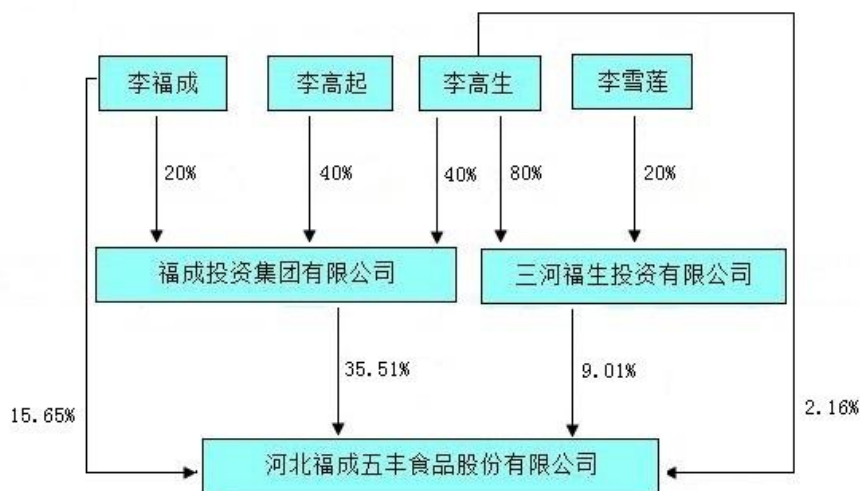 李福成
李高起
李高生
李雪莲
20%
40%
40%
80%
20%
福成投资集团有限公司
三河福生投资有限公司
35.51%
9.01%
15.65%
2.16%
河北福成五丰食品股份有限公司